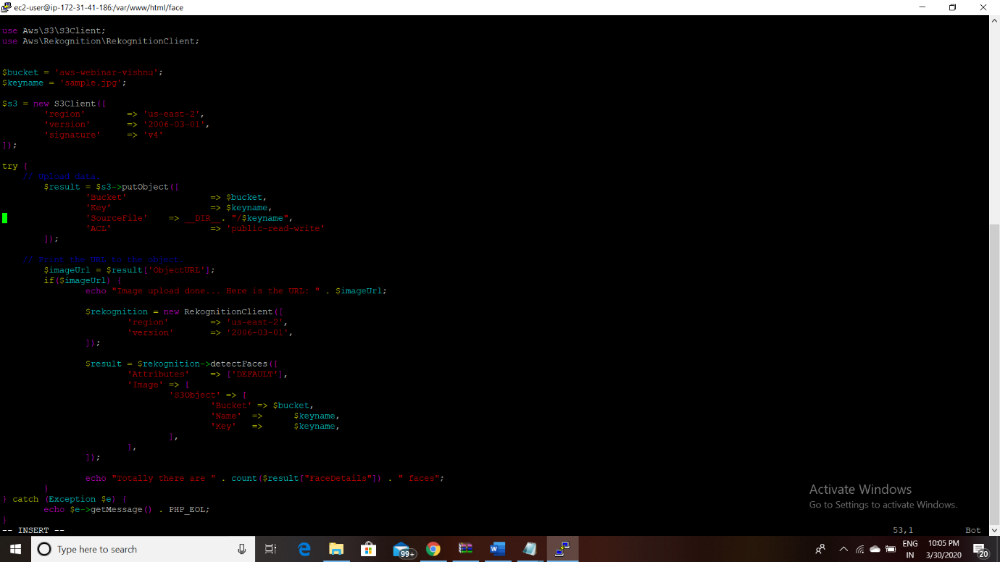 ec2-user@ip-172-31-41-186:/var/www/html/face
use Aws\S3\S3Client;
use Aws\Rekognition\RekognitionClient;
$bucket = 'aws-webinar-vishnu';
$keyname = 'sample.jpg';
$s3 = new S3Client([
'region' => 'us-east-2',
'version' => '2006-03-01',
'sigmature' => 'v4'
]);
try {
// Upload data.
$result = $s3->putObject([
'Bucket' => $bucket,
'Key' => $keyname,
'SourceFile' => __DIR__. "/$keyname",
'ACL' => 'public-read-write'
]);
// Print the URL to the object.
$imageUrl = $result['ObjectURL'];
if($imageUrl) {
echo "Image upload done... Here is the URL: " . $imageUrl;
$rekognition = new RekognitionClient([
'region' => 'us-east-2',
'version' => '2006-03-01',
]);
$result = $rekognition->detectFaces([
'Attributes' => ['DEFAULT'],
'Image' => [
'S3Object' => [
'Bucket' => $bucket,
'Name' => $keyname,
'Key' => $keyname,
],
],
]);
echo "Totally there are " . count($result["FaceDetails"]) . " faces";
}
} catch (Exception $e) {
echo $e->getMessage() . PHP_EOL;
}
-- INSERT -- 53,1 Bot
Activate Windows
Go to Settings to activate Windows.
Type here to search
99+
ENG
IN
10:05 PM
3/30/2020
20